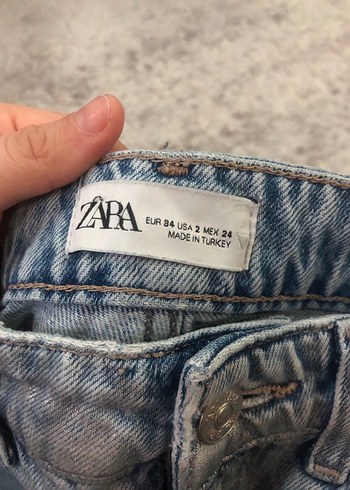 ZARA
EUR 34 USA 2 MEX 24
MADE IN TURKEY